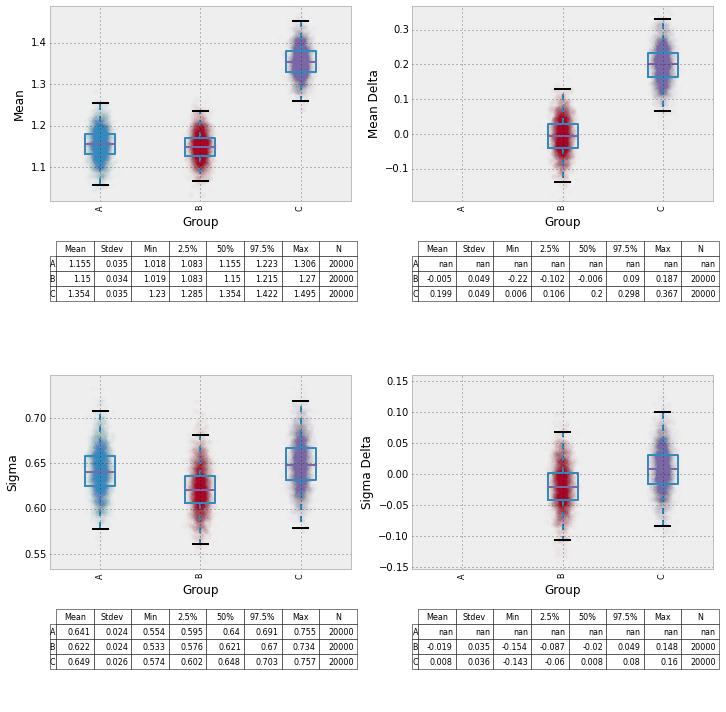 1.4
1.3
1.2
1.1
Mean
A
B
C
Group
Mean Stdev Min 2.5% 50% 97.5% Max N
A 1.155 0.035 1.018 1.083 1.155 1.223 1.306 20000
B 1.15 0.034 1.019 1.083 1.15 1.215 1.27 20000
C 1.354 0.035 1.23 1.285 1.354 1.422 1.495 20000
0.3
0.2
0.1
0.0
−0.1
Mean Delta
A
B
C
Group
Mean Stdev Min 2.5% 50% 97.5% Max N
A nan nan nan nan nan nan nan nan
B -0.005 0.049 -0.22 -0.102 -0.006 0.09 0.187 20000
C 0.199 0.049 0.006 0.106 0.2 0.298 0.367 20000
0.70
0.65
0.60
0.55
Sigma
A
B
C
Group
Mean Stdev Min 2.5% 50% 97.5% Max N
A 0.641 0.024 0.554 0.595 0.64 0.691 0.755 20000
B 0.622 0.024 0.533 0.576 0.621 0.67 0.734 20000
C 0.649 0.026 0.574 0.602 0.648 0.703 0.757 20000
0.15
0.10
0.05
0.00
−0.05
−0.10
−0.15
Sigma Delta
A
B
C
Group
Mean Stdev Min 2.5% 50% 97.5% Max N
A nan nan nan nan nan nan nan nan
B -0.019 0.035 -0.154 -0.087 -0.02 0.049 0.148 20000
C 0.008 0.036 -0.143 -0.06 0.008 0.08 0.16 20000